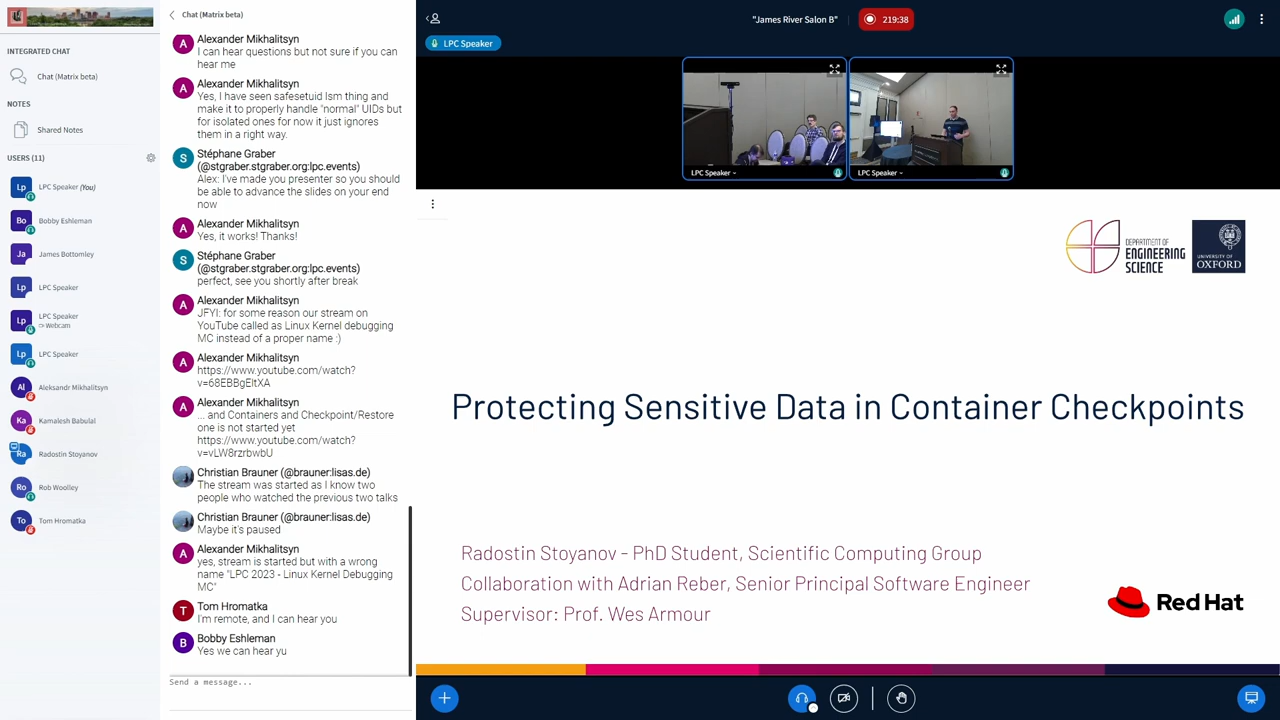 INTEGRATED CHAT
Chat (Matrix beta)
NOTES
Shared Notes
USERS (11)
Lp
LPC Speaker (You)
Bo
Bobby Eshleman
Ja
James Bottomley
Lp
LPC Speaker
Lp
LPC Speaker
Webcam
Lp
LPC Speaker
Al
Aleksandr Mikhalitsyn
Ka
Kamalesh Babulal
Ra
Radostin Stoyanov
Ro
Rob Woolley
To
Tom Hromatka
Chat (Matrix beta)
A
Alexander Mikhalitsyn
I can hear questions but not sure if you can
hear me
A
Alexander Mikhalitsyn
Yes, I have seen safesetuid lsm thing and
make it to properly handle "normal" UIDs but
for isolated ones for now it just ignores
them in a right way.
S
Stéphane Graber
(@stgraber.stgraber.org:lpc.events)
Alex: I've made you presenter so you should
be able to advance the slides on your end
now
A
Alexander Mikhalitsyn
Yes, it works! Thanks!
S
Stéphane Graber
(@stgraber.stgraber.org:lpc.events)
perfect, see you shortly after break
A
Alexander Mikhalitsyn
JFYI: for some reason our stream on
YouTube called as Linux Kernel debugging
MC instead of a proper name :)
A
Alexander Mikhalitsyn
https://www.youtube.com/watch?
v=68EBBgEltXA
A
Alexander Mikhalitsyn
... and Containers and Checkpoint/Restore
one is not started yet
https://www.youtube.com/watch?
v=vLW8rzrbwbU
Christian Brauner (@brauner:lisas.de)
The stream was started as I know two
people who watched the previous two talks
Christian Brauner (@brauner:lisas.de)
Maybe it's paused
A
Alexander Mikhalitsyn
yes, stream is started but with a wrong
name "LPC 2023 - Linux Kernel Debugging
MC"
T
Tom Hromatka
I'm remote, and I can hear you
B
Bobby Eshleman
Yes we can hear yu
Send a message...
"James River Salon B"
219:38
LPC Speaker
LPC Speaker
LPC Speaker
DEPARTMENT OF
ENGINEERING
SCIENCE
UNIVERSITY OF
OXFORD
Protecting Sensitive Data in Container Checkpoints
Radostin Stoyanov – PhD Student, Scientific Computing Group
Collaboration with Adrian Reber, Senior Principal Software Engineer
Supervisor: Prof. Wes Armour
Red Hat